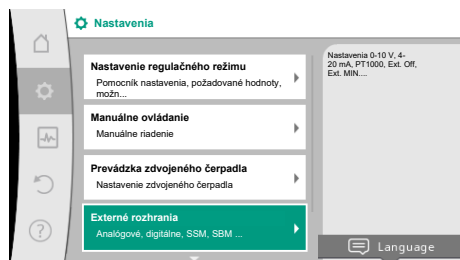 Nastavenia
Nastavenie regulačného režimu
Pomocník nastavenia, požadované hodnoty,
možn...
Manuálne ovládanie
Manuálne riadenie
Prevádzka zdvojeného čerpadla
Nastavenie zdvojeného čerpadla
Externé rozhrania
Analógové, digitálne, SSM, SBM ...
Nastavenia 0-10 V, 4-
20 mA, PT1000, Ext. Off,
Ext. MIN....
Language